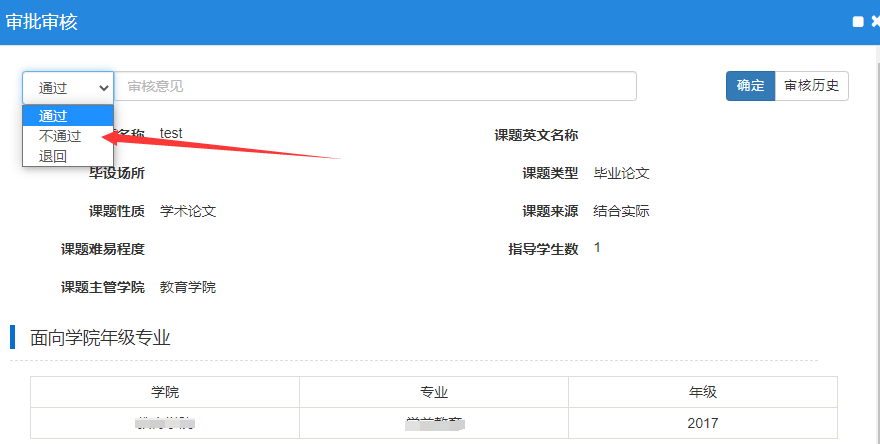 审批审核
通过 审核意见 确定 审核历史
通过
不通过
退回
名称 test 课题英文名称
毕设场所 课题类型 毕业论文
课题性质 学术论文 课题来源 结合实际
课题难易程度 指导学生数 1
课题主管学院 教育学院
面向学院年级专业
学院 专业 年级
2017